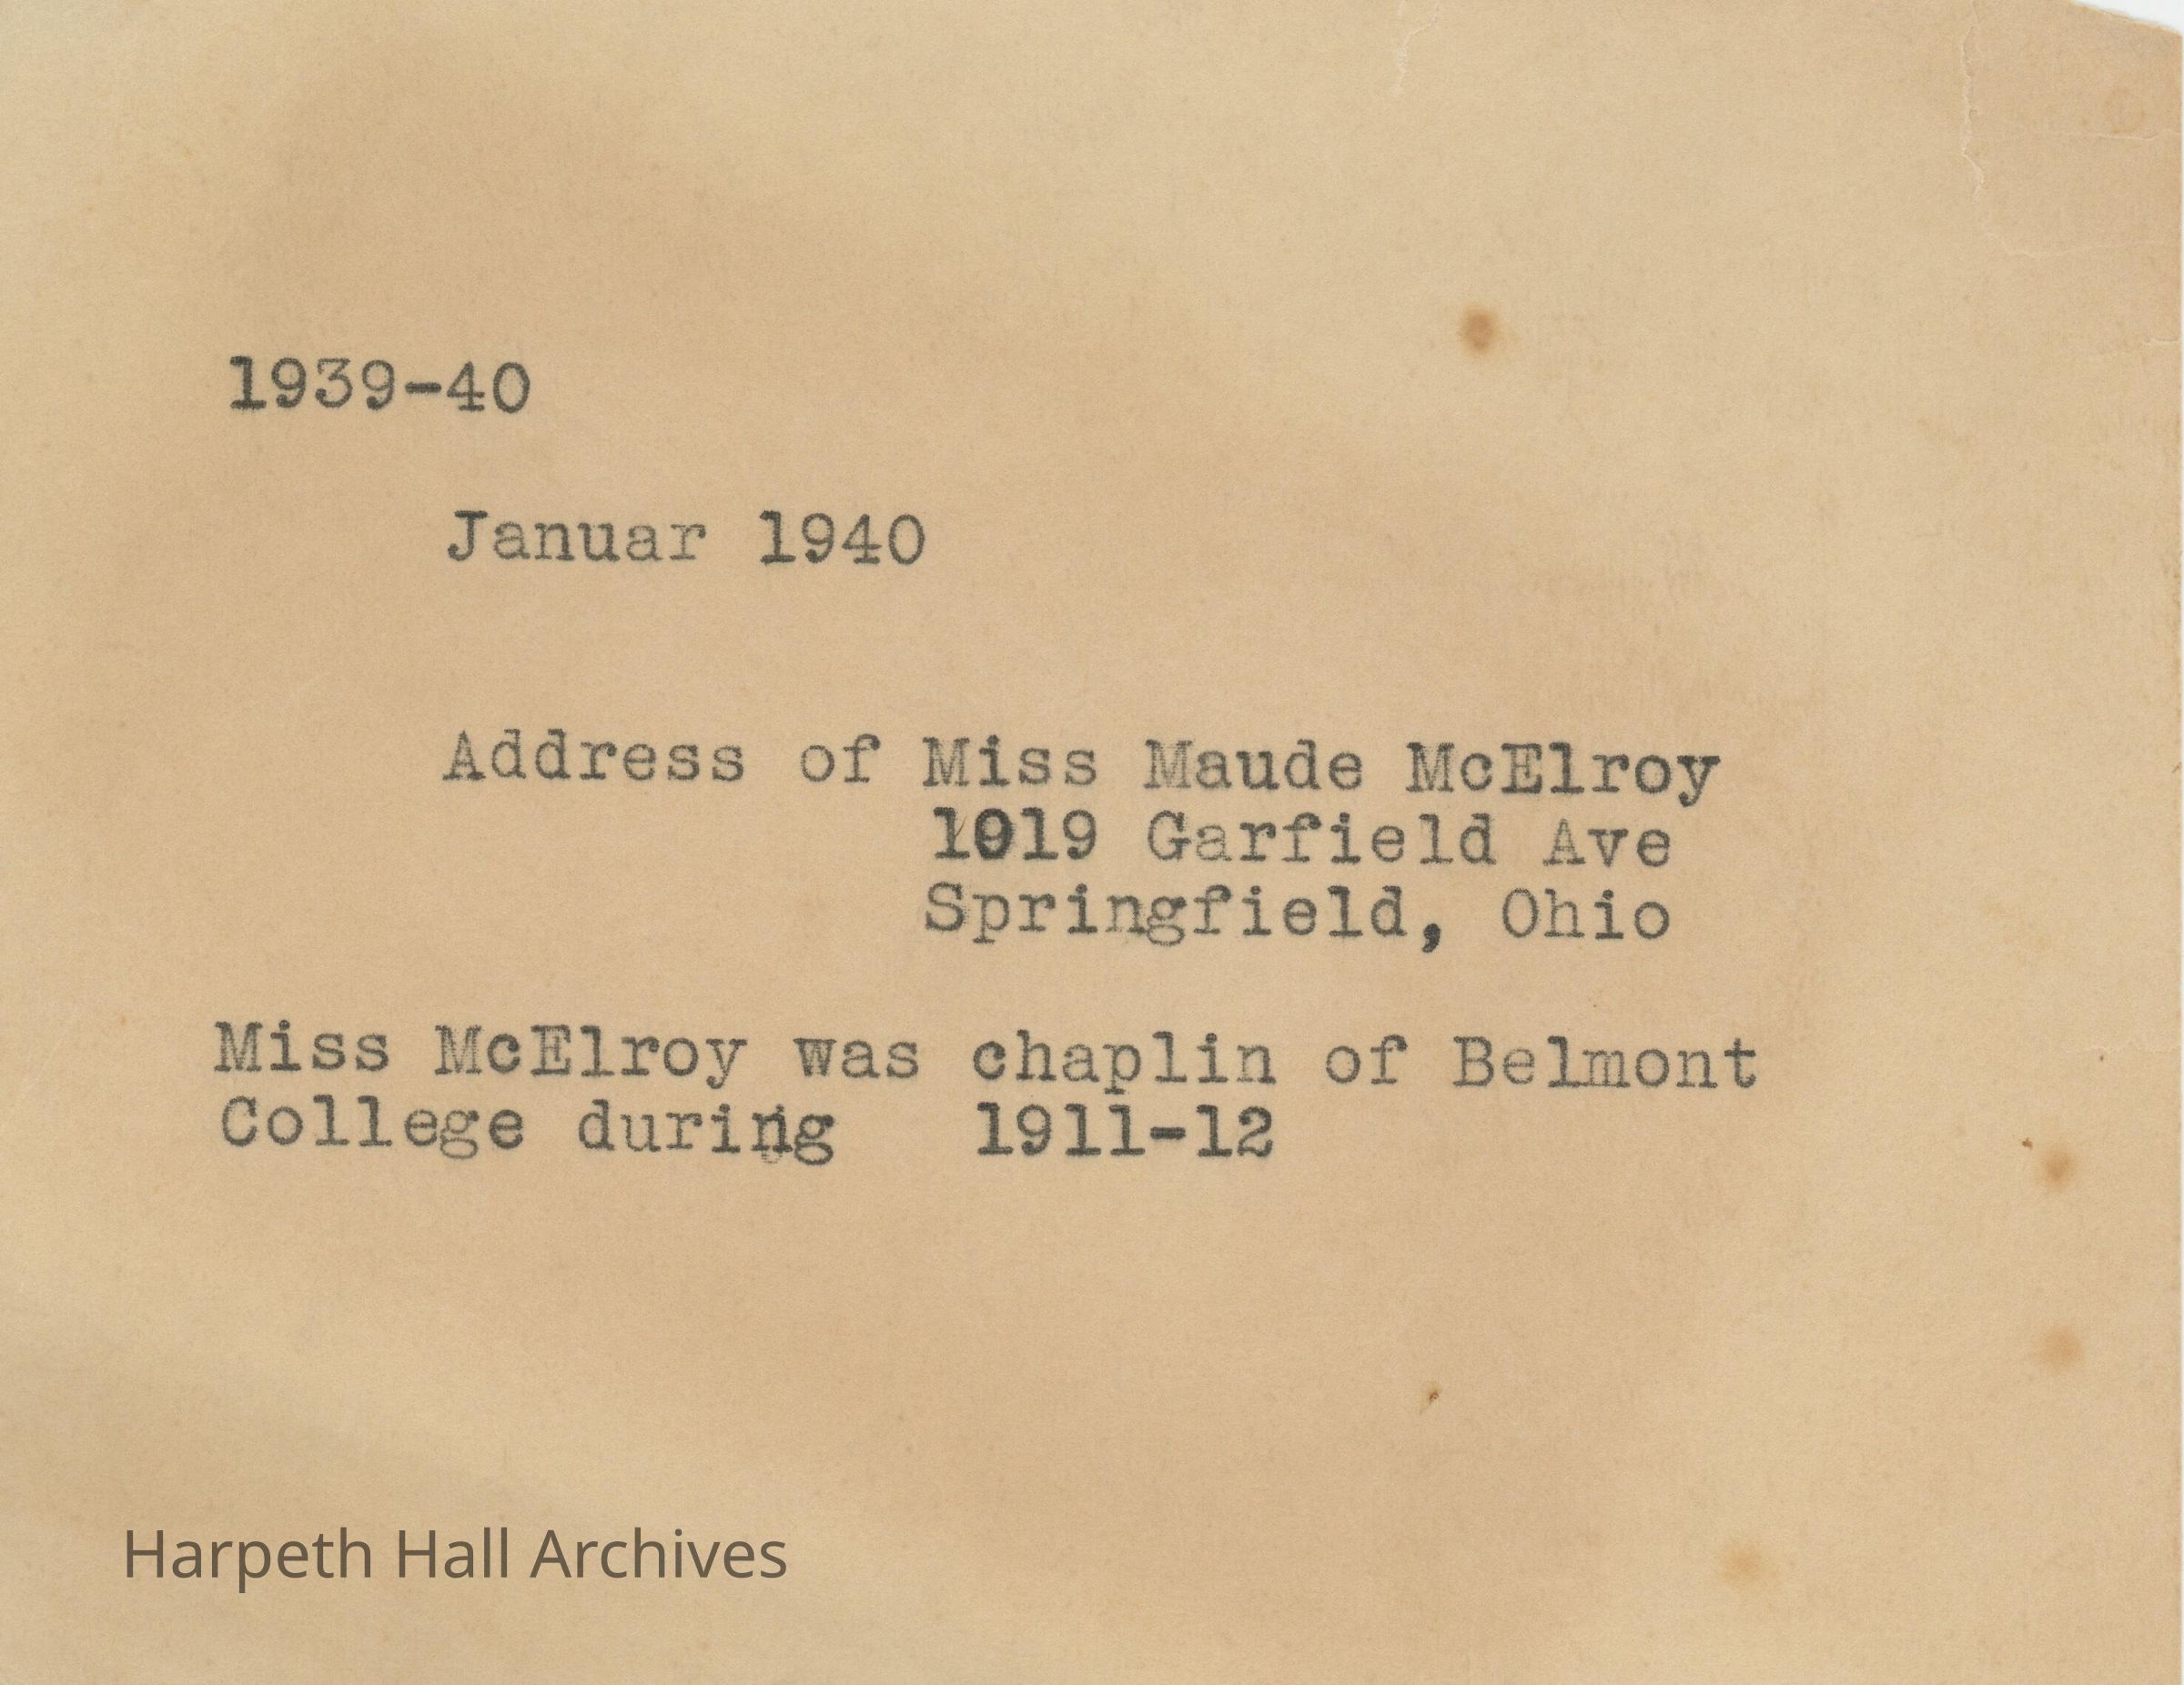 1939-40
Januar 1940
Address of Miss Maude McElroy
1019 Garfield Ave
Springfield, Ohio
Miss McElroy was chaplin of Belmont
College during 1911-12
Harpeth Hall Archives